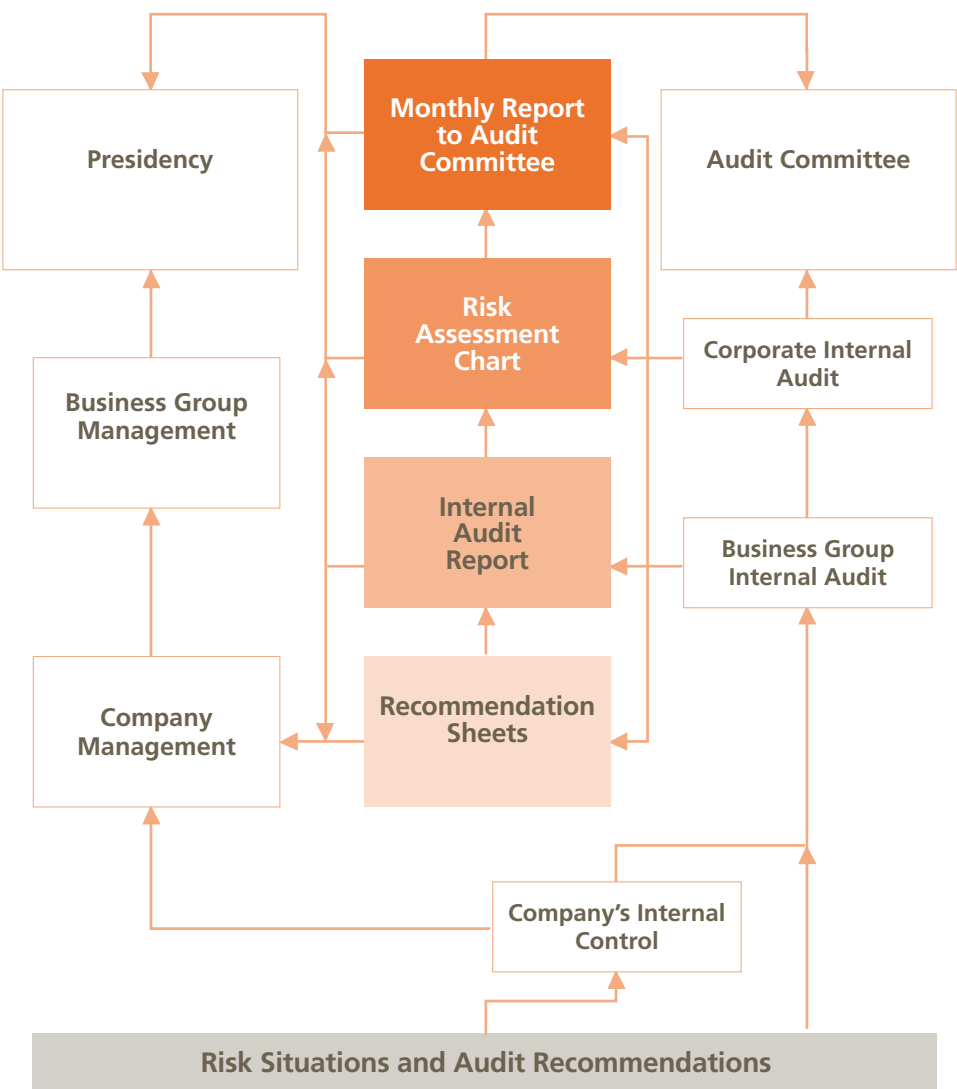 Monthly Report
to Audit
Committee
Presidency
Audit Committee
Risk
Assessment
Chart
Corporate Internal
Audit
Business Group
Management
Internal
Audit
Report
Business Group
Internal Audit
Recommendation
Sheets
Company
Management
Company’s Internal
Control
Risk Situations and Audit Recommendations